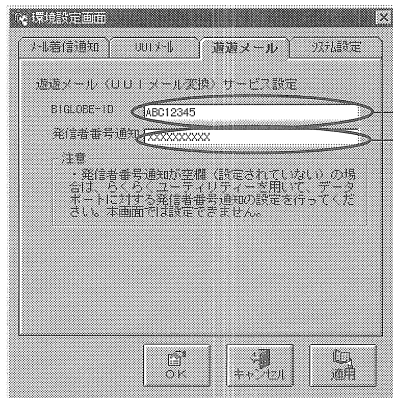 環境設定画面
メール着信通知 UUIメール 遊遊メール システム設定
遊遊メール（UUIメール変換）サービス設定
BIGLOBE-ID ABC12345
発信者番号通知 XXXXXXXXXX
注意
・発信者番号通知が空欄（設定されていない）の場
合は、らくらくユーティリティーを用いて、データ
ポートに対する発信者番号通知の設定を行ってくだ
さい。本画面では設定できません。
OK キャンセル 適用